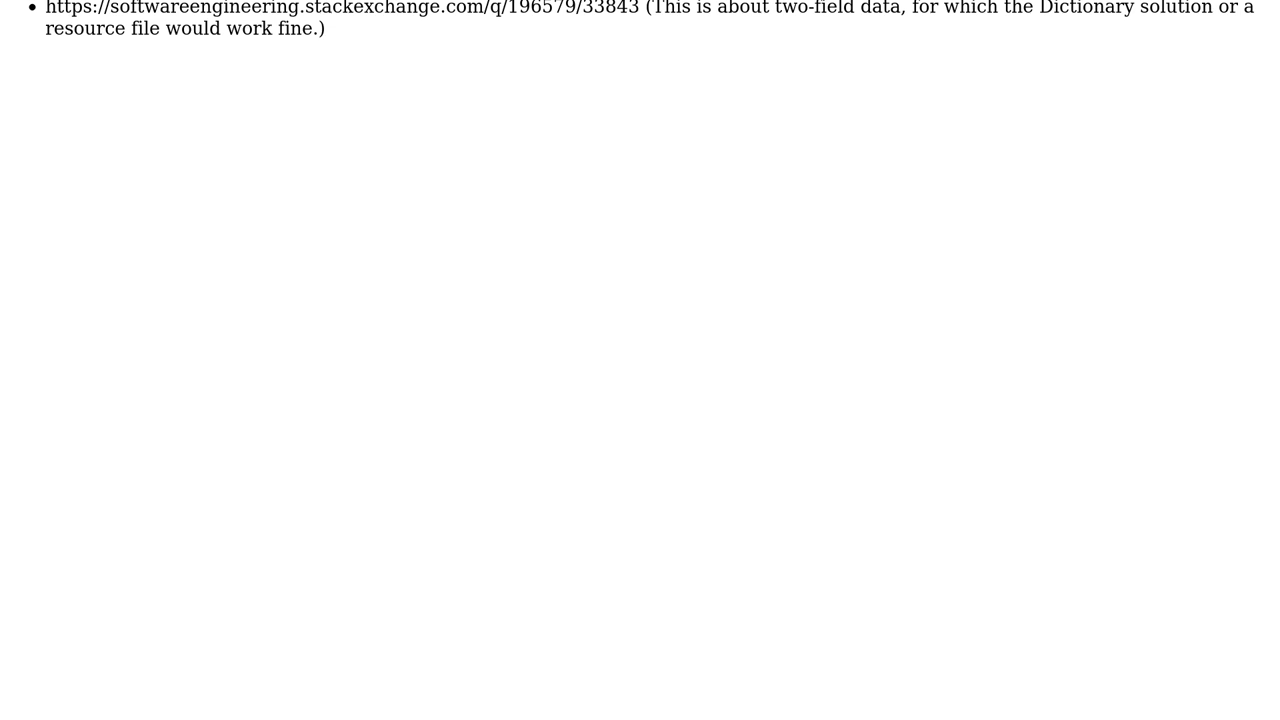 • https://softwareengineering.stackexchange.com/q/196579/33843 (This is about two-field data, for which the Dictionary solution or a
resource file would work fine.)